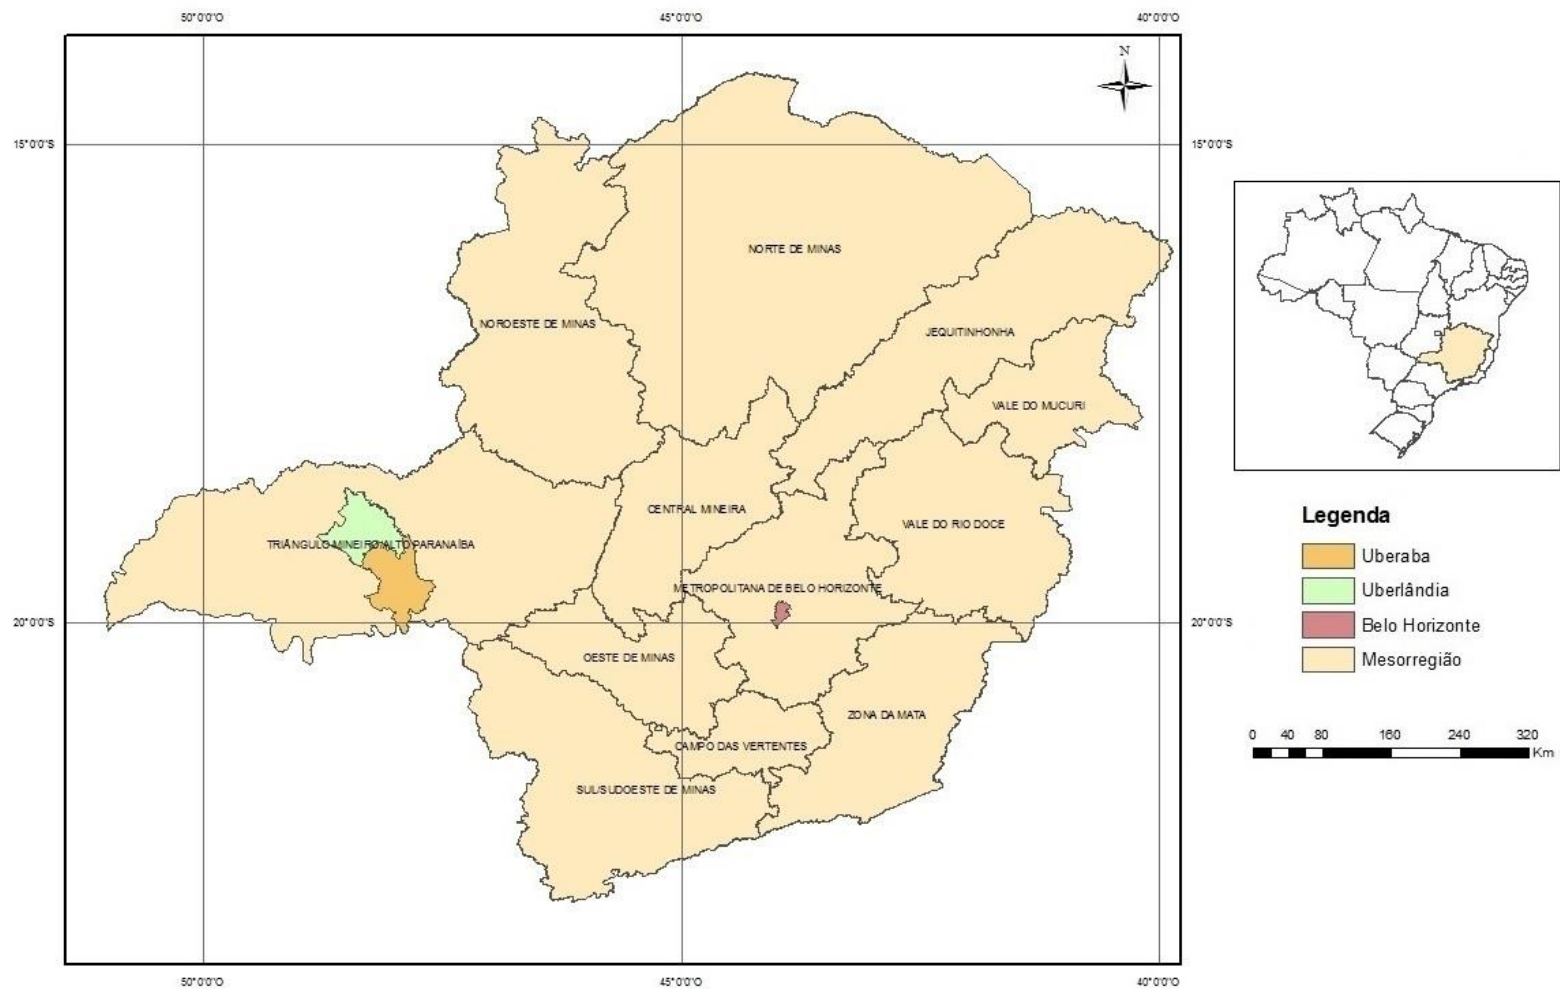 50°0'0"O 45°0'0"O 40°0'0"O
N
15°0'0"S 15°0'0"S
NORTE DE MINAS
NOROESTE DE MINAS
JEQUITINHONHA
VALE DO MUCURI
CENTRAL MINEIRA
VALE DO RIO DOCE
TRIÂNGULO MINEIRO/ALTO PARANAÍBA
METROPOLITANA DE BELO HORIZONTE
20°0'0"S 20°0'0"S
OESTE DE MINAS
ZONA DA MATA
CAMPO DAS VERTENTES
SUL/SUDOESTE DE MINAS
50°0'0"O 45°0'0"O 40°0'0"O
Legenda
Uberaba
Uberlândia
Belo Horizonte
Mesorregião
0 40 80 160 240 320
Km